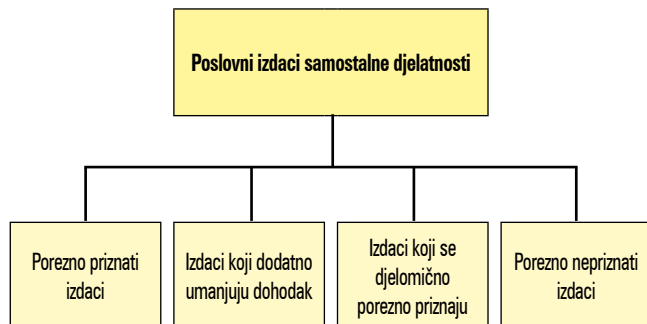 Poslovni izdaci samostalne djelatnosti
Porezno priznati
izdaci
Izdaci koji dodatno
umanjuju dohodak
Izdaci koji se
djelomično
porezno priznaju
Porezno nepriznati
izdaci